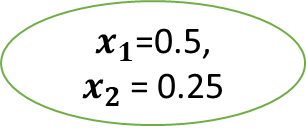 x₁=0.5,
x₂ = 0.25